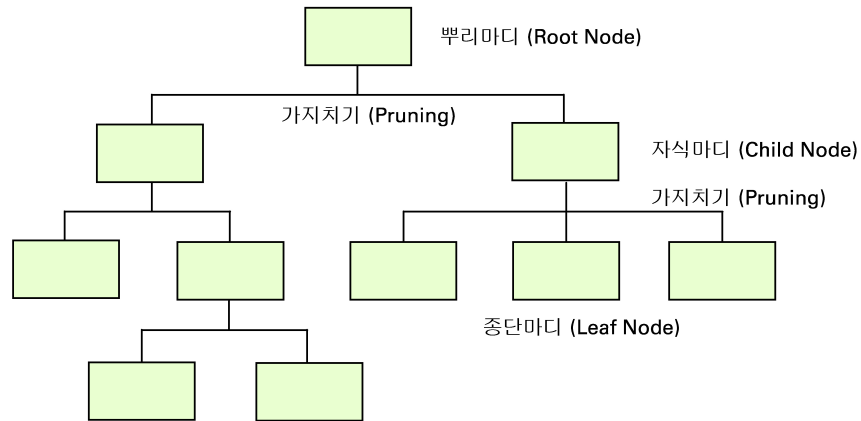 뿌리마디 (Root Node)
가지치기 (Pruning)
자식마디 (Child Node)
가지치기 (Pruning)
종단마디 (Leaf Node)